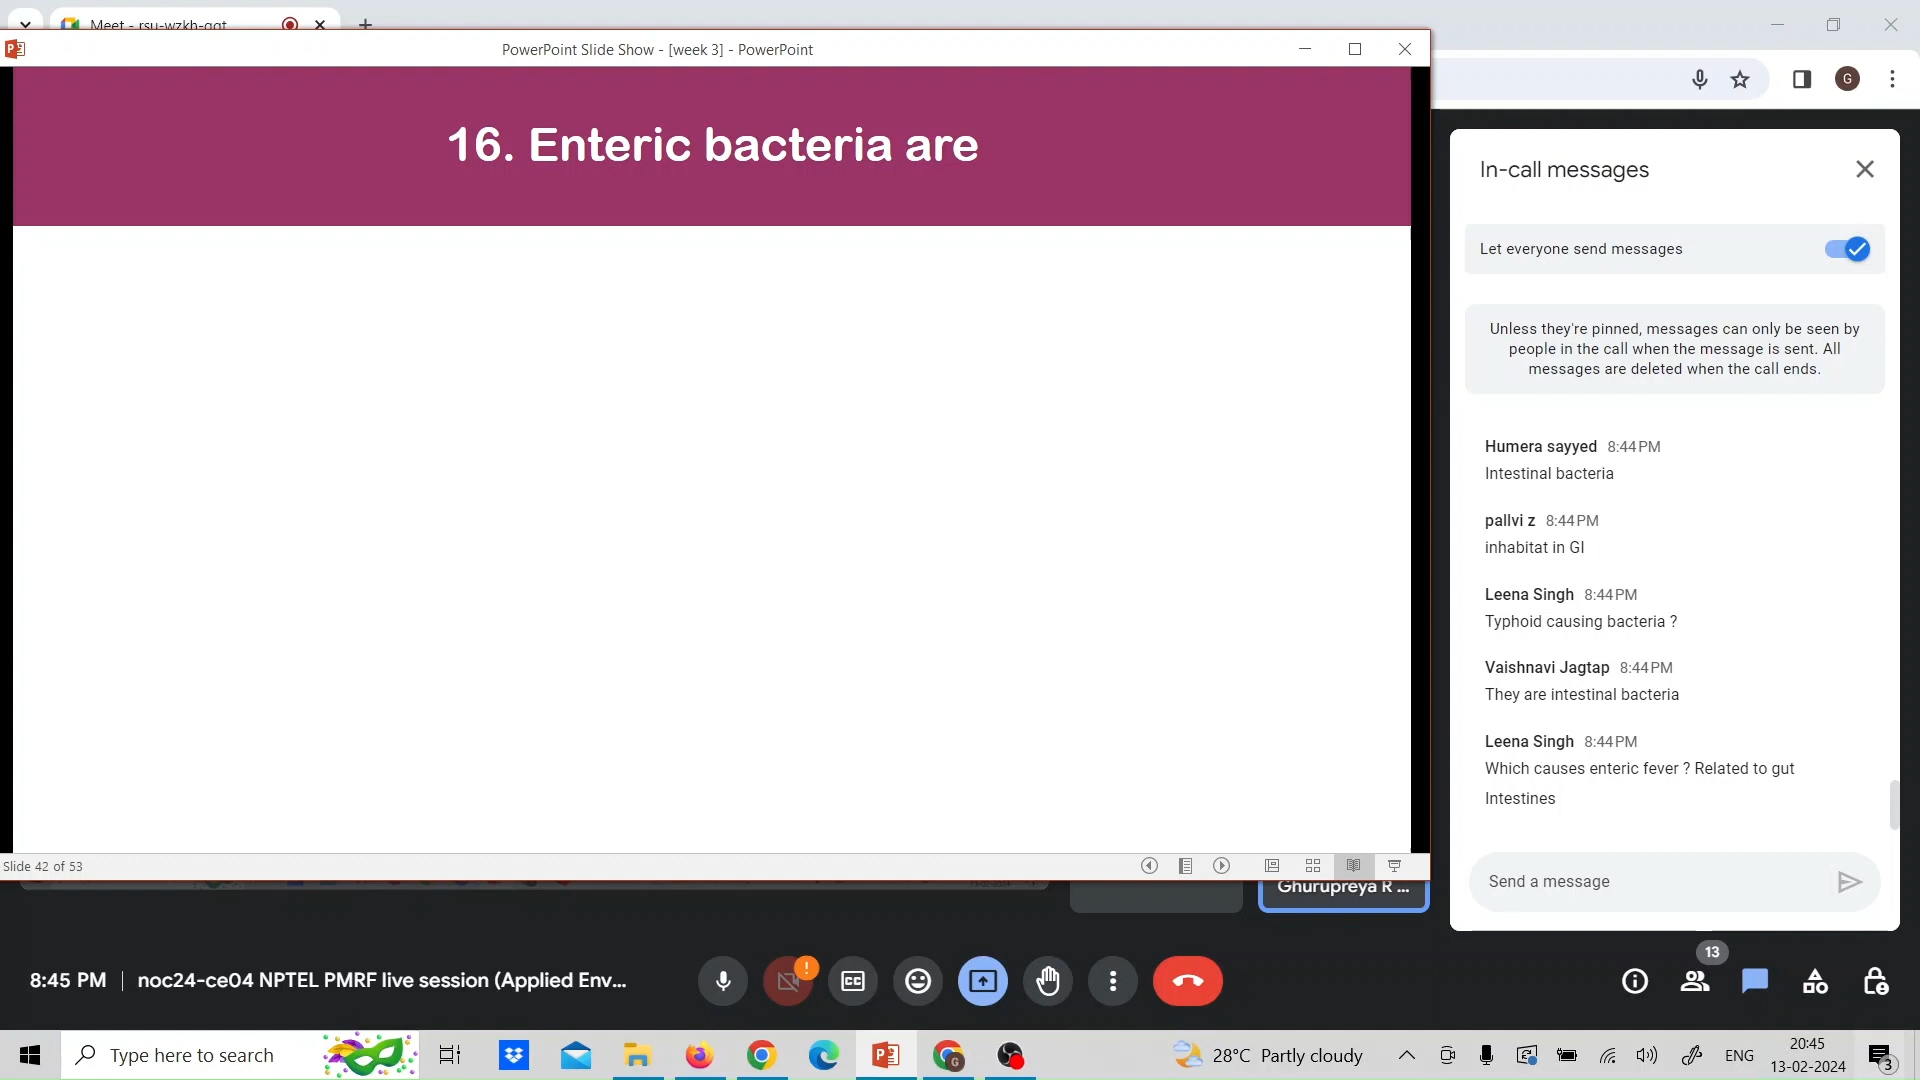 Meet - rsu-wzkh-qqt
PowerPoint Slide Show - [week 3] - PowerPoint
16. Enteric bacteria are
G
In-call messages
Let everyone send messages
Unless they're pinned, messages can only be seen by
people in the call when the message is sent. All
messages are deleted when the call ends.
Humera sayyed 8:44 PM
Intestinal bacteria
pallvi z 8:44 PM
inhabitat in GI
Leena Singh 8:44 PM
Typhoid causing bacteria ?
Vaishnavi Jagtap 8:44 PM
They are intestinal bacteria
Leena Singh 8:44 PM
Which causes enteric fever ? Related to gut
Intestines
Send a message
Slide 42 of 53
Ghurupreya R ...
13
8:45 PM | noc24-ce04 NPTEL PMRF live session (Applied Env...
Type here to search
28°C Partly cloudy
ENG
20:45
13-02-2024
3